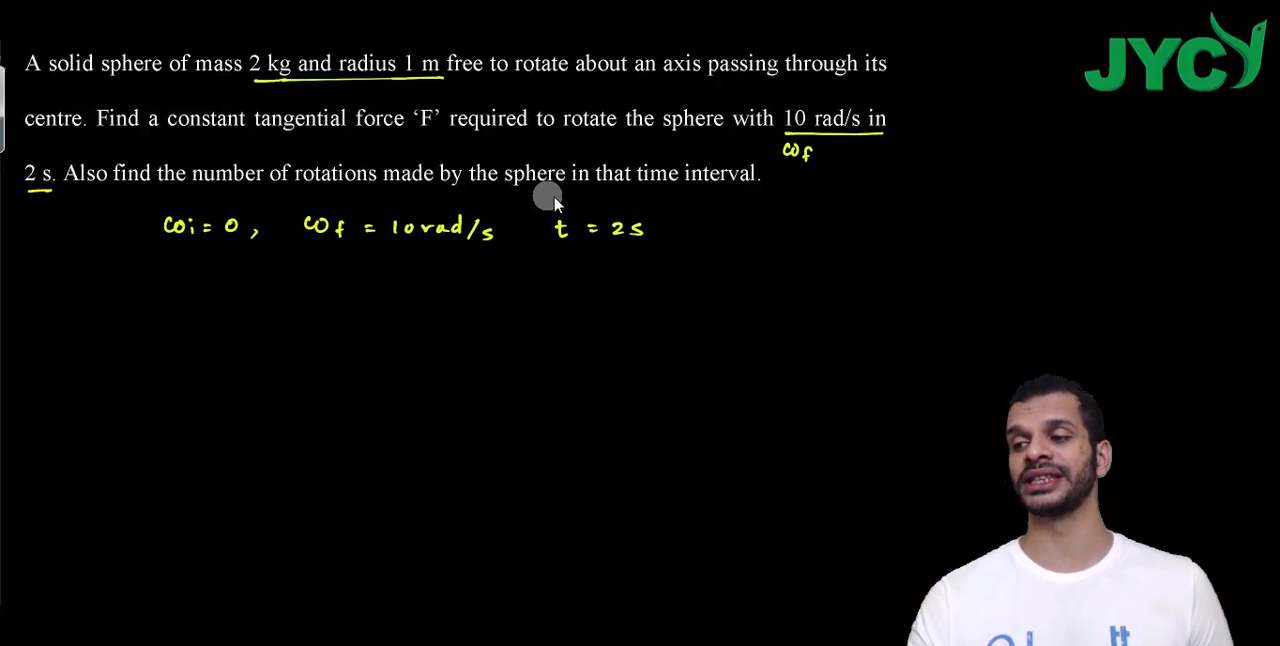 JYC
A solid sphere of mass 2 kg and radius 1 m free to rotate about an axis passing through its
centre. Find a constant tangential force ‘F’ required to rotate the sphere with 10 rad/s in
ωf
2 s. Also find the number of rotations made by the sphere in that time interval.
ωi = 0, ωf = 10 rad/s t = 2s